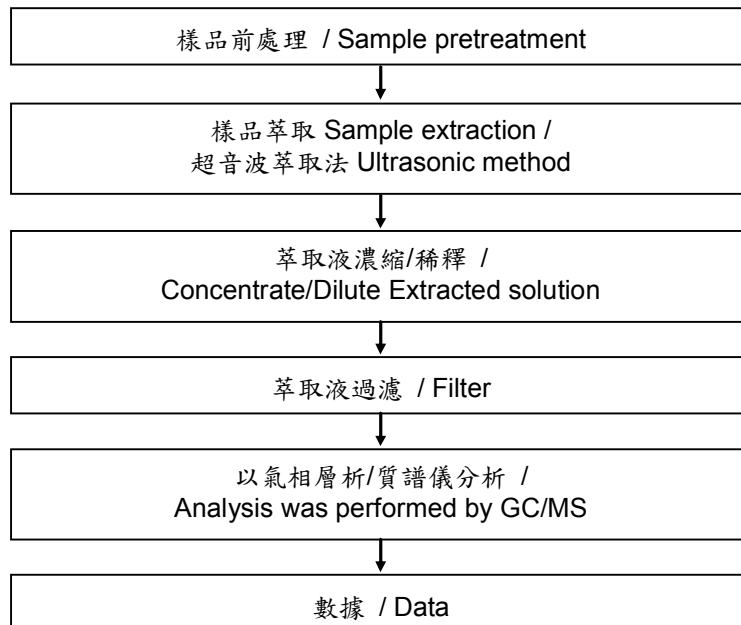 樣品前處理 / Sample pretreatment
樣品萃取 Sample extraction /
超音波萃取法 Ultrasonic method
萃取液濃縮/稀釋 /
Concentrate/Dilute Extracted solution
萃取液過濾 / Filter
以氣相層析/質譜儀分析 /
Analysis was performed by GC/MS
數據 / Data